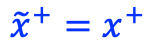 x̃⁺ = x⁺